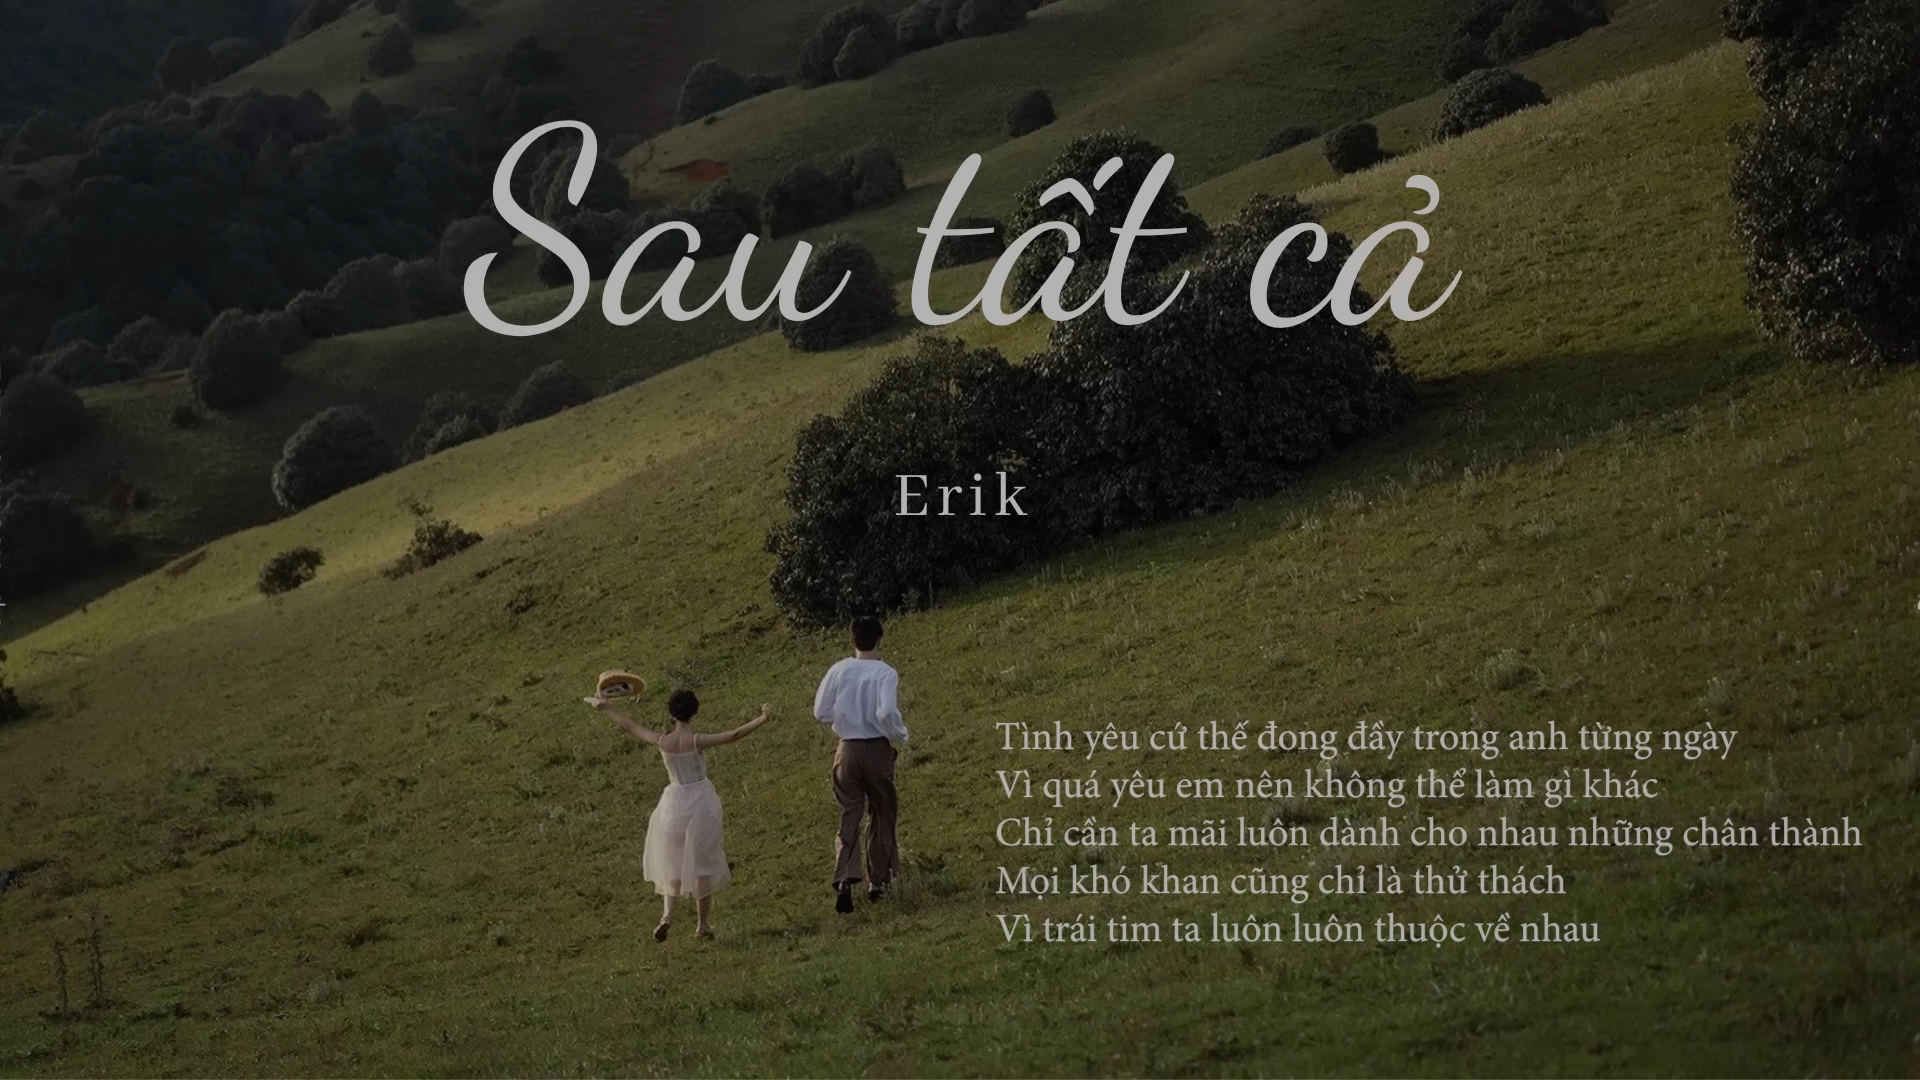 Sau tất cả
Erik
Tình yêu cứ thế đong đầy trong anh từng ngày
Vì quá yêu em nên không thể làm gì khác
Chỉ cần ta mãi luôn dành cho nhau những chân thành
Mọi khó khan cũng chỉ là thử thách
Vì trái tim ta luôn luôn thuộc về nhau